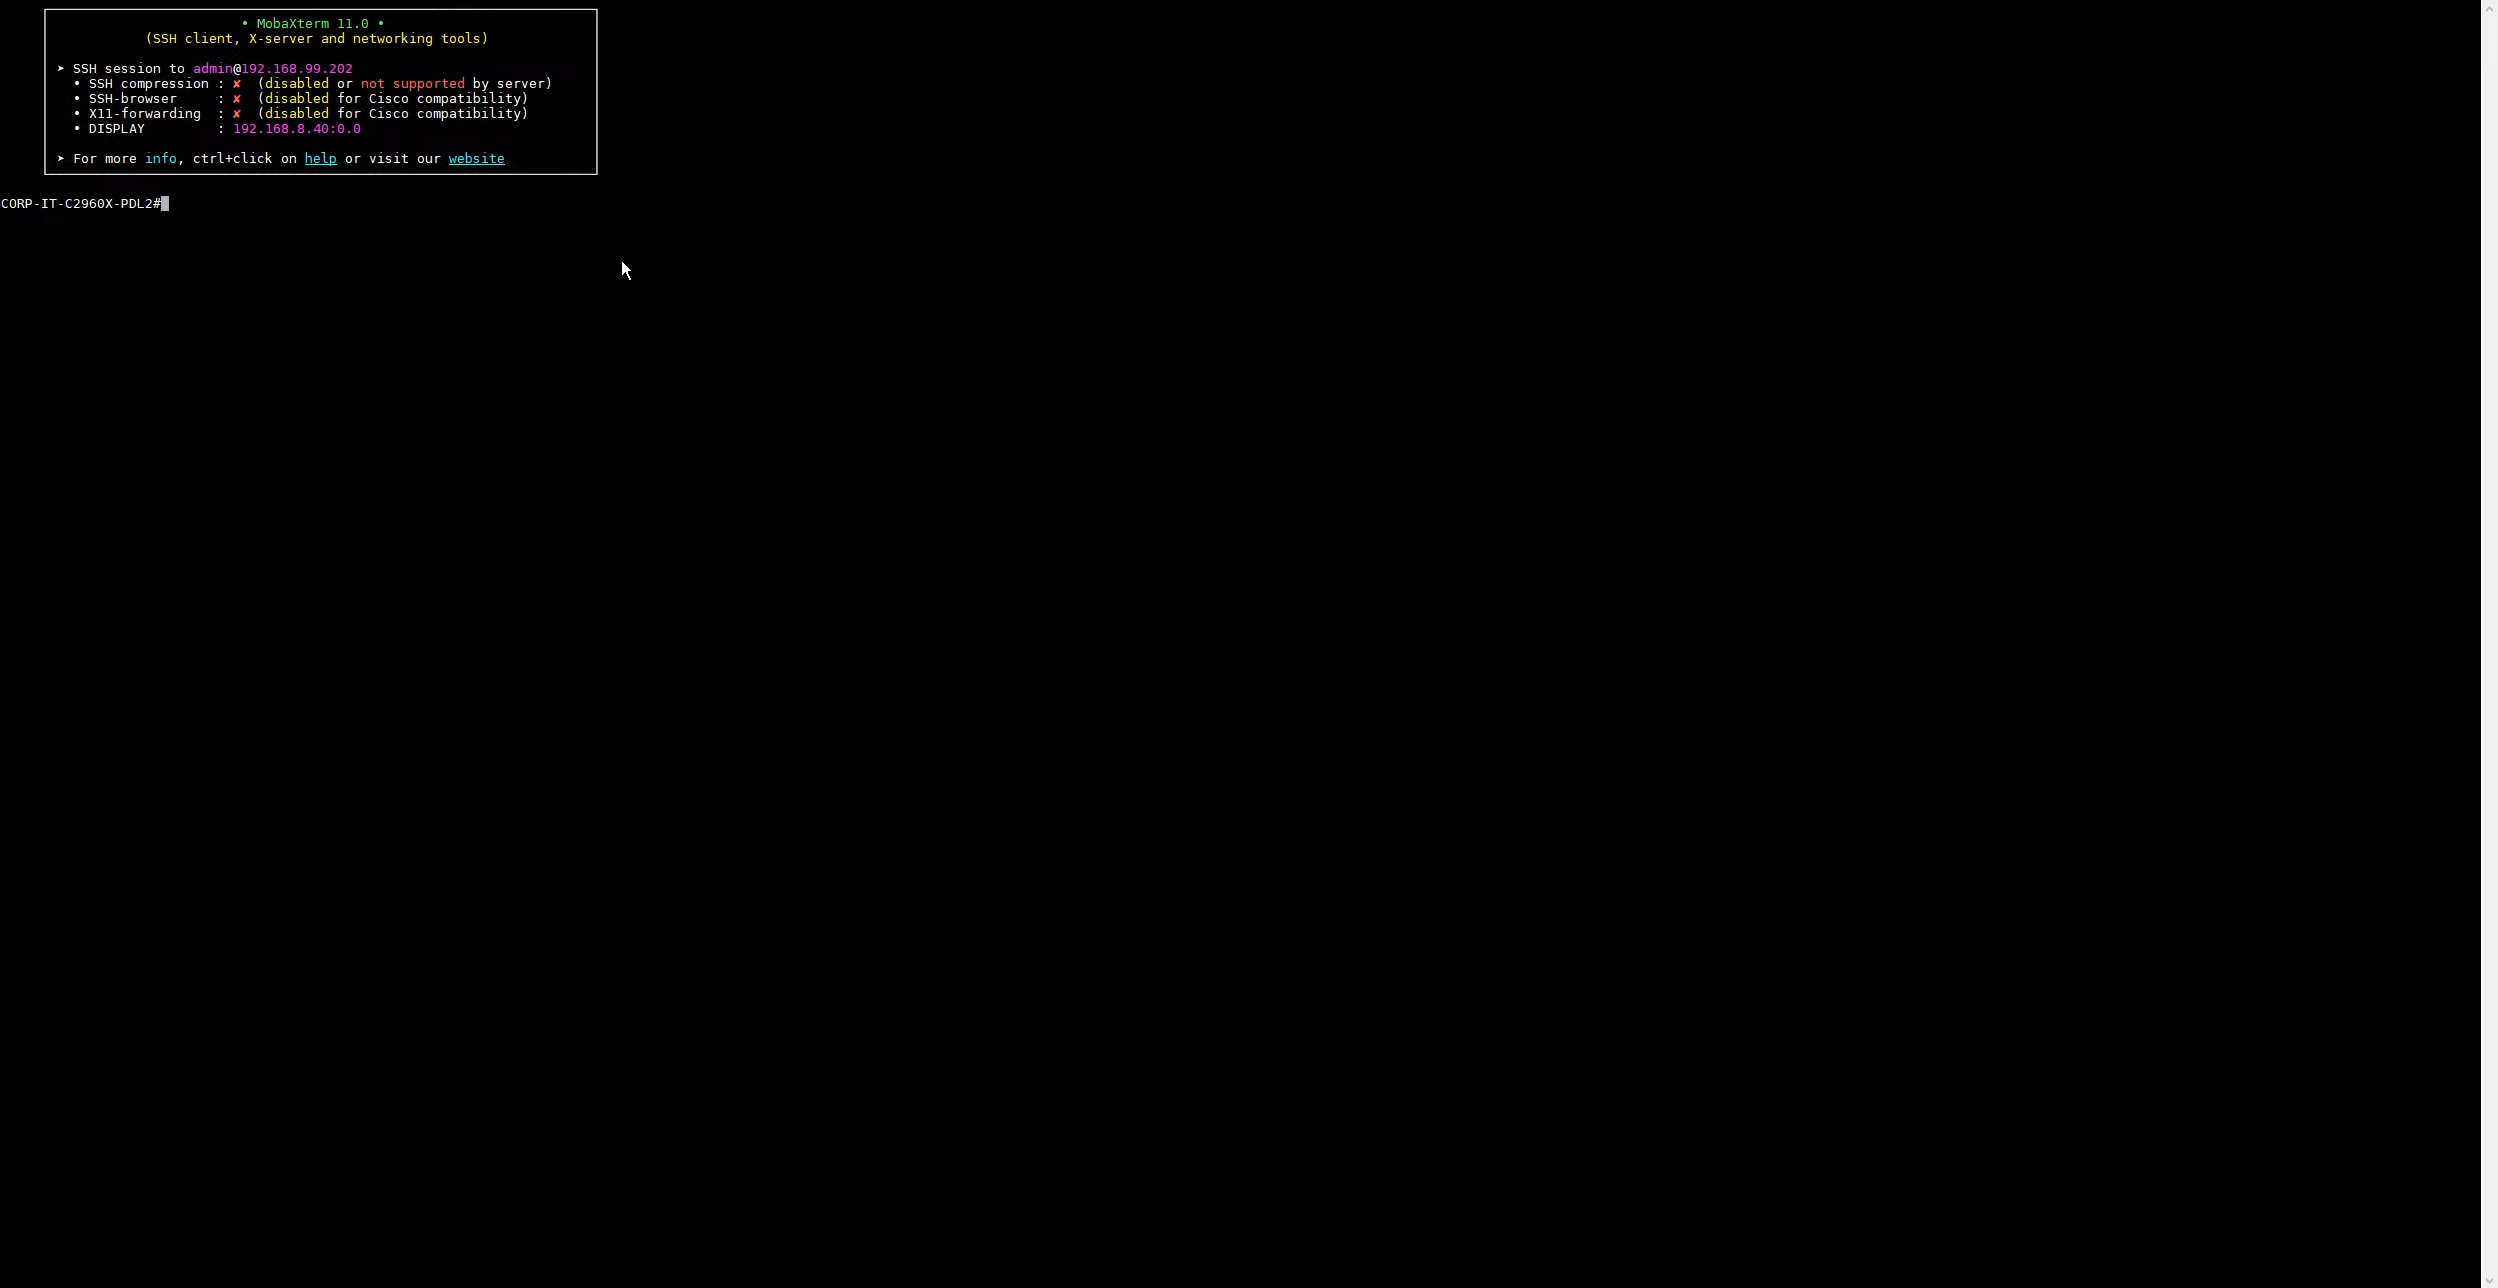 • MobaXterm 11.0 •
(SSH client, X-server and networking tools)
➤ SSH session to admin@192.168.99.202
• SSH compression : ✘ (disabled or not supported by server)
• SSH-browser : ✘ (disabled for Cisco compatibility)
• X11-forwarding : ✘ (disabled for Cisco compatibility)
• DISPLAY : 192.168.8.40:0.0
➤ For more info, ctrl+click on help or visit our website
CORP-IT-C2960X-PDL2#